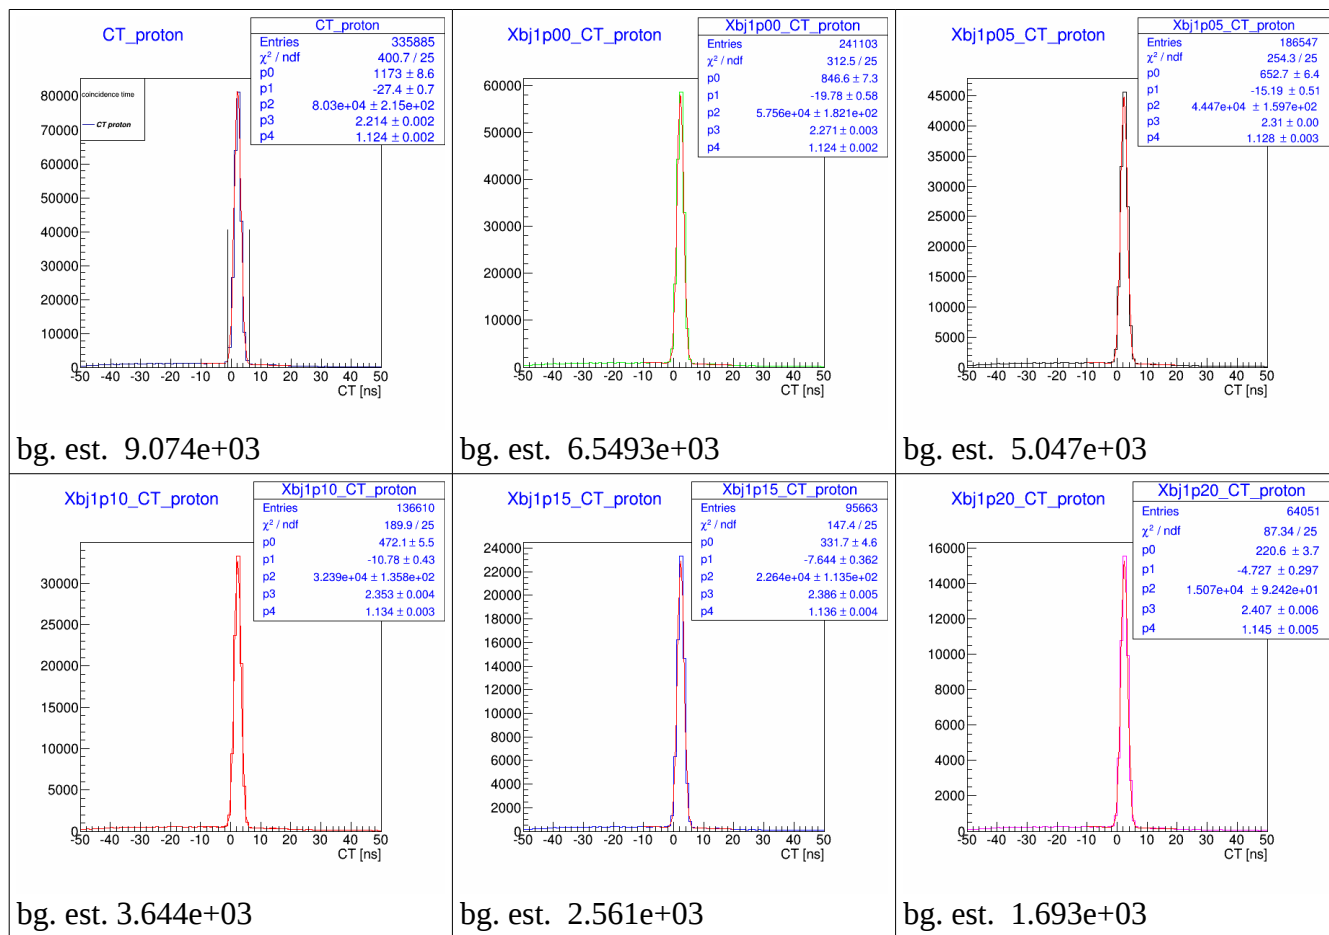 CT_proton
CT_proton
Entries 335885
χ² / ndf 400.7 / 25
p0 1173 ± 8.6
p1 -27.4 ± 0.7
p2 8.03e+04 ± 2.15e+02
p3 2.214 ± 0.002
p4 1.124 ± 0.002
coincidence time
CT proton
80000
70000
60000
50000
40000
30000
20000
10000
0
-50 -40 -30 -20 -10 0 10 20 30 40 50
CT [ns]
bg. est. 9.074e+03
Xbj1p00_CT_proton
Xbj1p00_CT_proton
Entries 241103
χ² / ndf 312.5 / 25
p0 846.6 ± 7.3
p1 -19.78 ± 0.58
p2 5.756e+04 ± 1.821e+02
p3 2.271 ± 0.003
p4 1.124 ± 0.002
60000
50000
40000
30000
20000
10000
0
-50 -40 -30 -20 -10 0 10 20 30 40 50
CT [ns]
bg. est. 6.5493e+03
Xbj1p05_CT_proton
Xbj1p05_CT_proton
Entries 186547
χ² / ndf 254.3 / 25
p0 652.7 ± 6.4
p1 -15.19 ± 0.51
p2 4.447e+04 ± 1.597e+02
p3 2.31 ± 0.00
p4 1.128 ± 0.003
45000
40000
35000
30000
25000
20000
15000
10000
5000
0
-50 -40 -30 -20 -10 0 10 20 30 40 50
CT [ns]
bg. est. 5.047e+03
Xbj1p10_CT_proton
Xbj1p10_CT_proton
Entries 136610
χ² / ndf 189.9 / 25
p0 472.1 ± 5.5
p1 -10.78 ± 0.43
p2 3.239e+04 ± 1.358e+02
p3 2.353 ± 0.004
p4 1.134 ± 0.003
30000
25000
20000
15000
10000
5000
0
-50 -40 -30 -20 -10 0 10 20 30 40 50
CT [ns]
bg. est. 3.644e+03
Xbj1p15_CT_proton
Xbj1p15_CT_proton
Entries 95663
χ² / ndf 147.4 / 25
p0 331.7 ± 4.6
p1 -7.644 ± 0.362
p2 2.264e+04 ± 1.135e+02
p3 2.386 ± 0.005
p4 1.136 ± 0.004
24000
22000
20000
18000
16000
14000
12000
10000
8000
6000
4000
2000
0
-50 -40 -30 -20 -10 0 10 20 30 40 50
CT [ns]
bg. est. 2.561e+03
Xbj1p20_CT_proton
Xbj1p20_CT_proton
Entries 64051
χ² / ndf 87.34 / 25
p0 220.6 ± 3.7
p1 -4.727 ± 0.297
p2 1.507e+04 ± 9.242e+01
p3 2.407 ± 0.006
p4 1.145 ± 0.005
16000
14000
12000
10000
8000
6000
4000
2000
0
-50 -40 -30 -20 -10 0 10 20 30 40 50
CT [ns]
bg. est. 1.693e+03